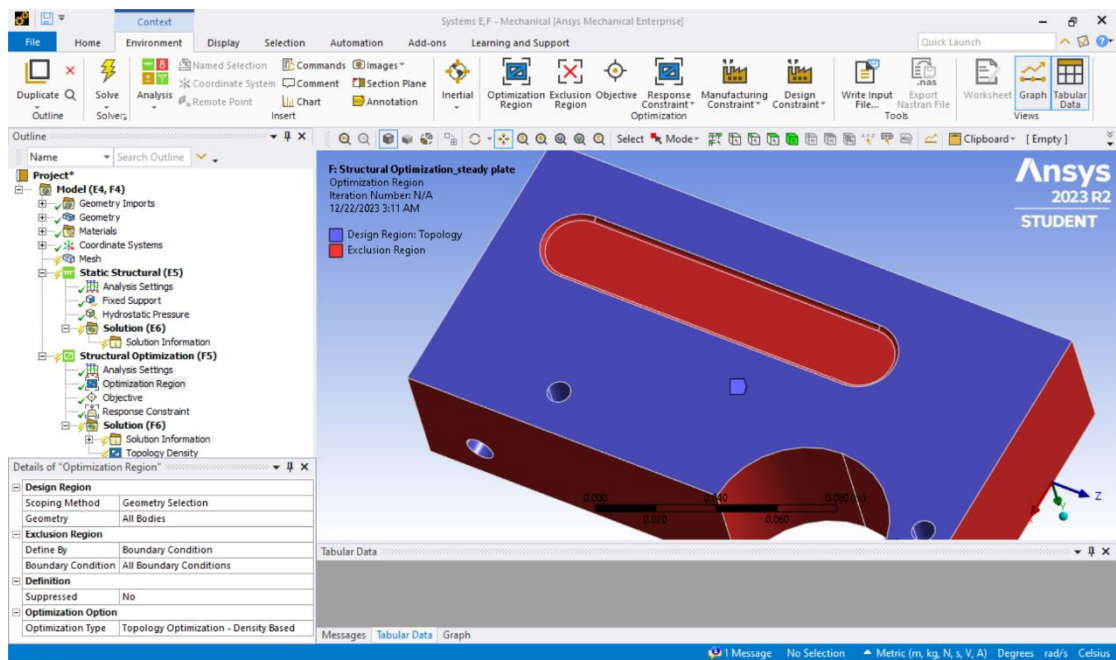 Context
Systems E,F - Mechanical [Ansys Mechanical Enterprise]
File Home Environment Display Selection Automation Add-ons Learning and Support Quick Launch
Duplicate Solve Analysis Named Selection Coordinate System Remote Point Commands Comment Chart Images Section Plane Annotation Inertial Optimization Region Exclusion Region Objective Response Constraint Manufacturing Constraint Design Constraint Write Input File... Export Nastran File Worksheet Graph Tabular Data
.nas
Outline Solvers Insert Optimization Tools Views
Outline
Name Search Outline
Select Mode Clipboard [Empty]
Project*
Model (E4, F4)
Geometry Imports
Geometry
Materials
Coordinate Systems
Mesh
Static Structural (E5)
Analysis Settings
Fixed Support
Hydrostatic Pressure
Solution (E6)
Solution Information
Structural Optimization (F5)
Analysis Settings
Optimization Region
Objective
Response Constraint
Solution (F6)
Solution Information
Topology Density
F: Structural Optimization_steady plate
Optimization Region
Iteration Number: N/A
12/22/2023 3:11 AM
Design Region: Topology
Exclusion Region
Ansys
2023 R2
STUDENT
0.000 0.040 0.080 (m)
0.020 0.060
Z
Details of "Optimization Region"
Design Region
Scoping Method Geometry Selection
Geometry All Bodies
Exclusion Region
Define By Boundary Condition
Boundary Condition All Boundary Conditions
Definition
Suppressed No
Optimization Option
Optimization Type Topology Optimization - Density Based
Tabular Data
Messages Tabular Data Graph
1 Message No Selection Metric (m, kg, N, s, V, A) Degrees rad/s Celsius